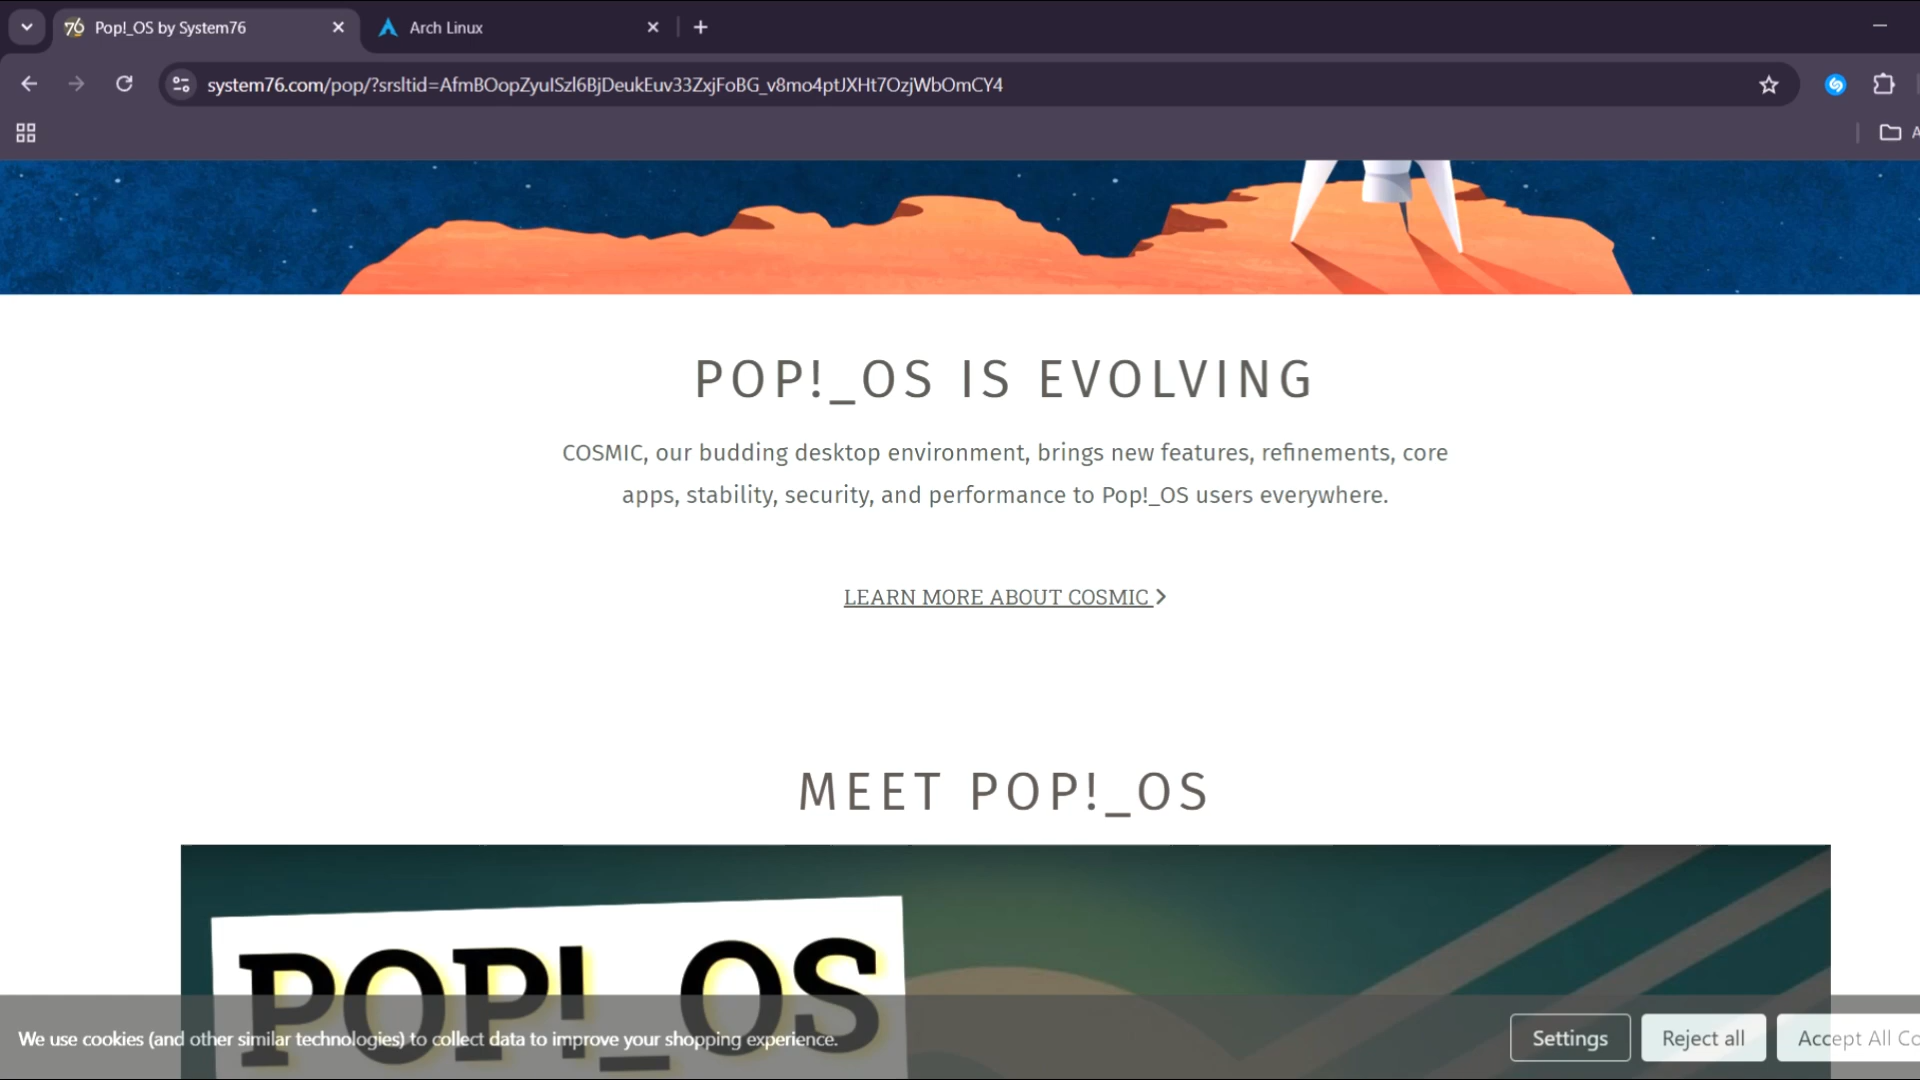 Pop!_OS by System76
Arch Linux
system76.com/pop/?srsltid=AfmBOopZyuISzl6BjDeukEuv33ZxjFoBG_v8mo4ptJXHt7OzjWbOmCY4
POP!_OS IS EVOLVING
COSMIC, our budding desktop environment, brings new features, refinements, core
apps, stability, security, and performance to Pop!_OS users everywhere.
LEARN MORE ABOUT COSMIC
MEET POP!_OS
POP!_OS
We use cookies (and other similar technologies) to collect data to improve your shopping experience.
Settings
Reject all
Accept All Co